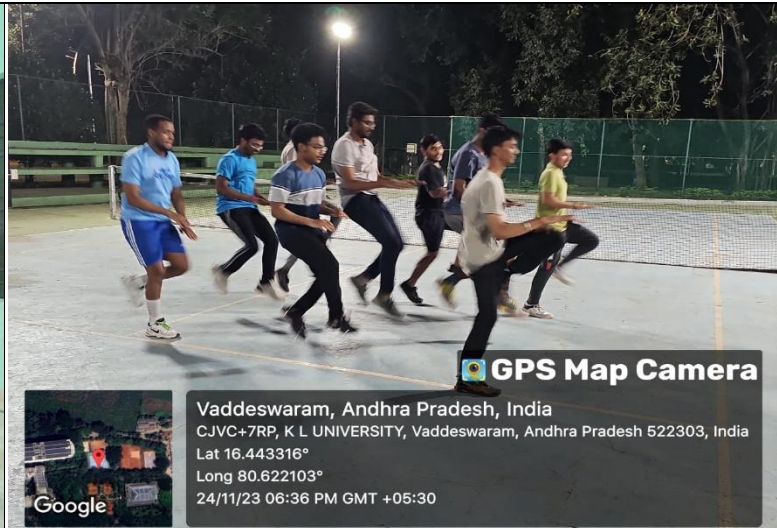 GPS Map Camera
Vaddeswaram, Andhra Pradesh, India
CJVC+7RP, K L UNIVERSITY, Vaddeswaram, Andhra Pradesh 522303, India
Lat 16.443316°
Long 80.622103°
24/11/23 06:36 PM GMT +05:30
Google